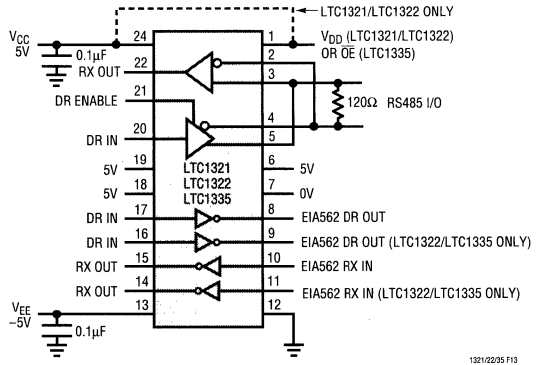 LTC1321/LTC1322 ONLY
VCC
5V
24
1
VDD (LTC1321/LTC1322)
OR OE (LTC1335)
0.1µF
RX OUT
22
2
3
DR ENABLE
21
120Ω RS485 I/O
4
DR IN
20
5
5V
19
LTC1321
6
5V
5V
18
LTC1322
7
0V
LTC1335
DR IN
17
8
EIA562 DR OUT
DR IN
16
9
EIA562 DR OUT (LTC1322/LTC1335 ONLY)
RX OUT
15
10
EIA562 RX IN
RX OUT
14
11
EIA562 RX IN (LTC1322/LTC1335 ONLY)
VEE
–5V
13
12
0.1µF
1321/22/35 F13